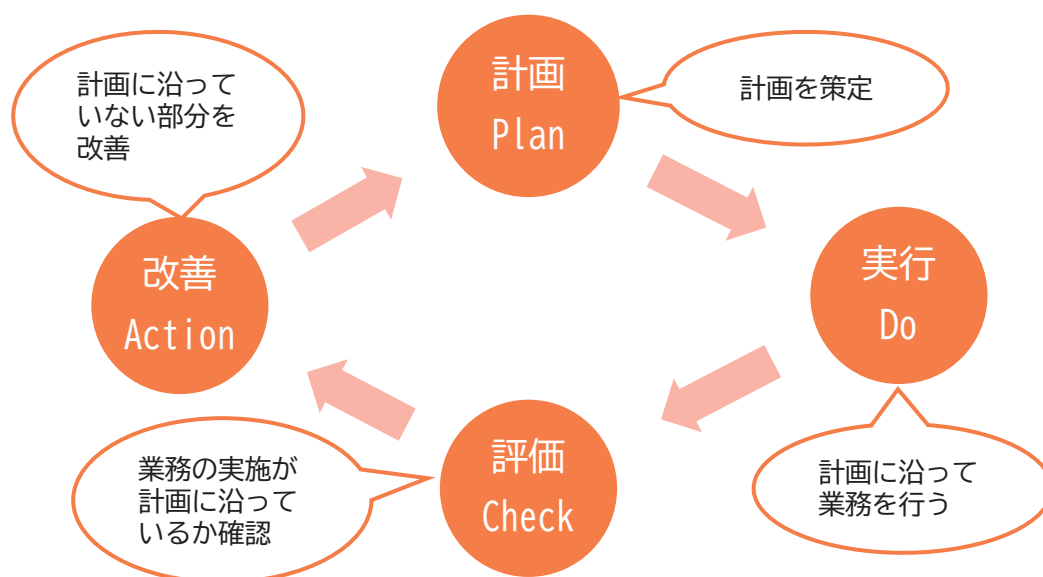 計画
Plan
計画を策定
実行
Do
計画に沿って
業務を行う
評価
Check
業務の実施が
計画に沿って
いるか確認
改善
Action
計画に沿って
いない部分を
改善